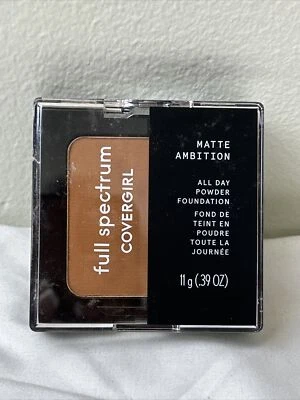 full spectrum
COVERGIRL
MATTE
AMBITION
ALL DAY
POWDER
FOUNDATION
FOND DE
TEINT EN
POUDRE
TOUTE LA
JOURNÉE
11 g (.39 OZ)